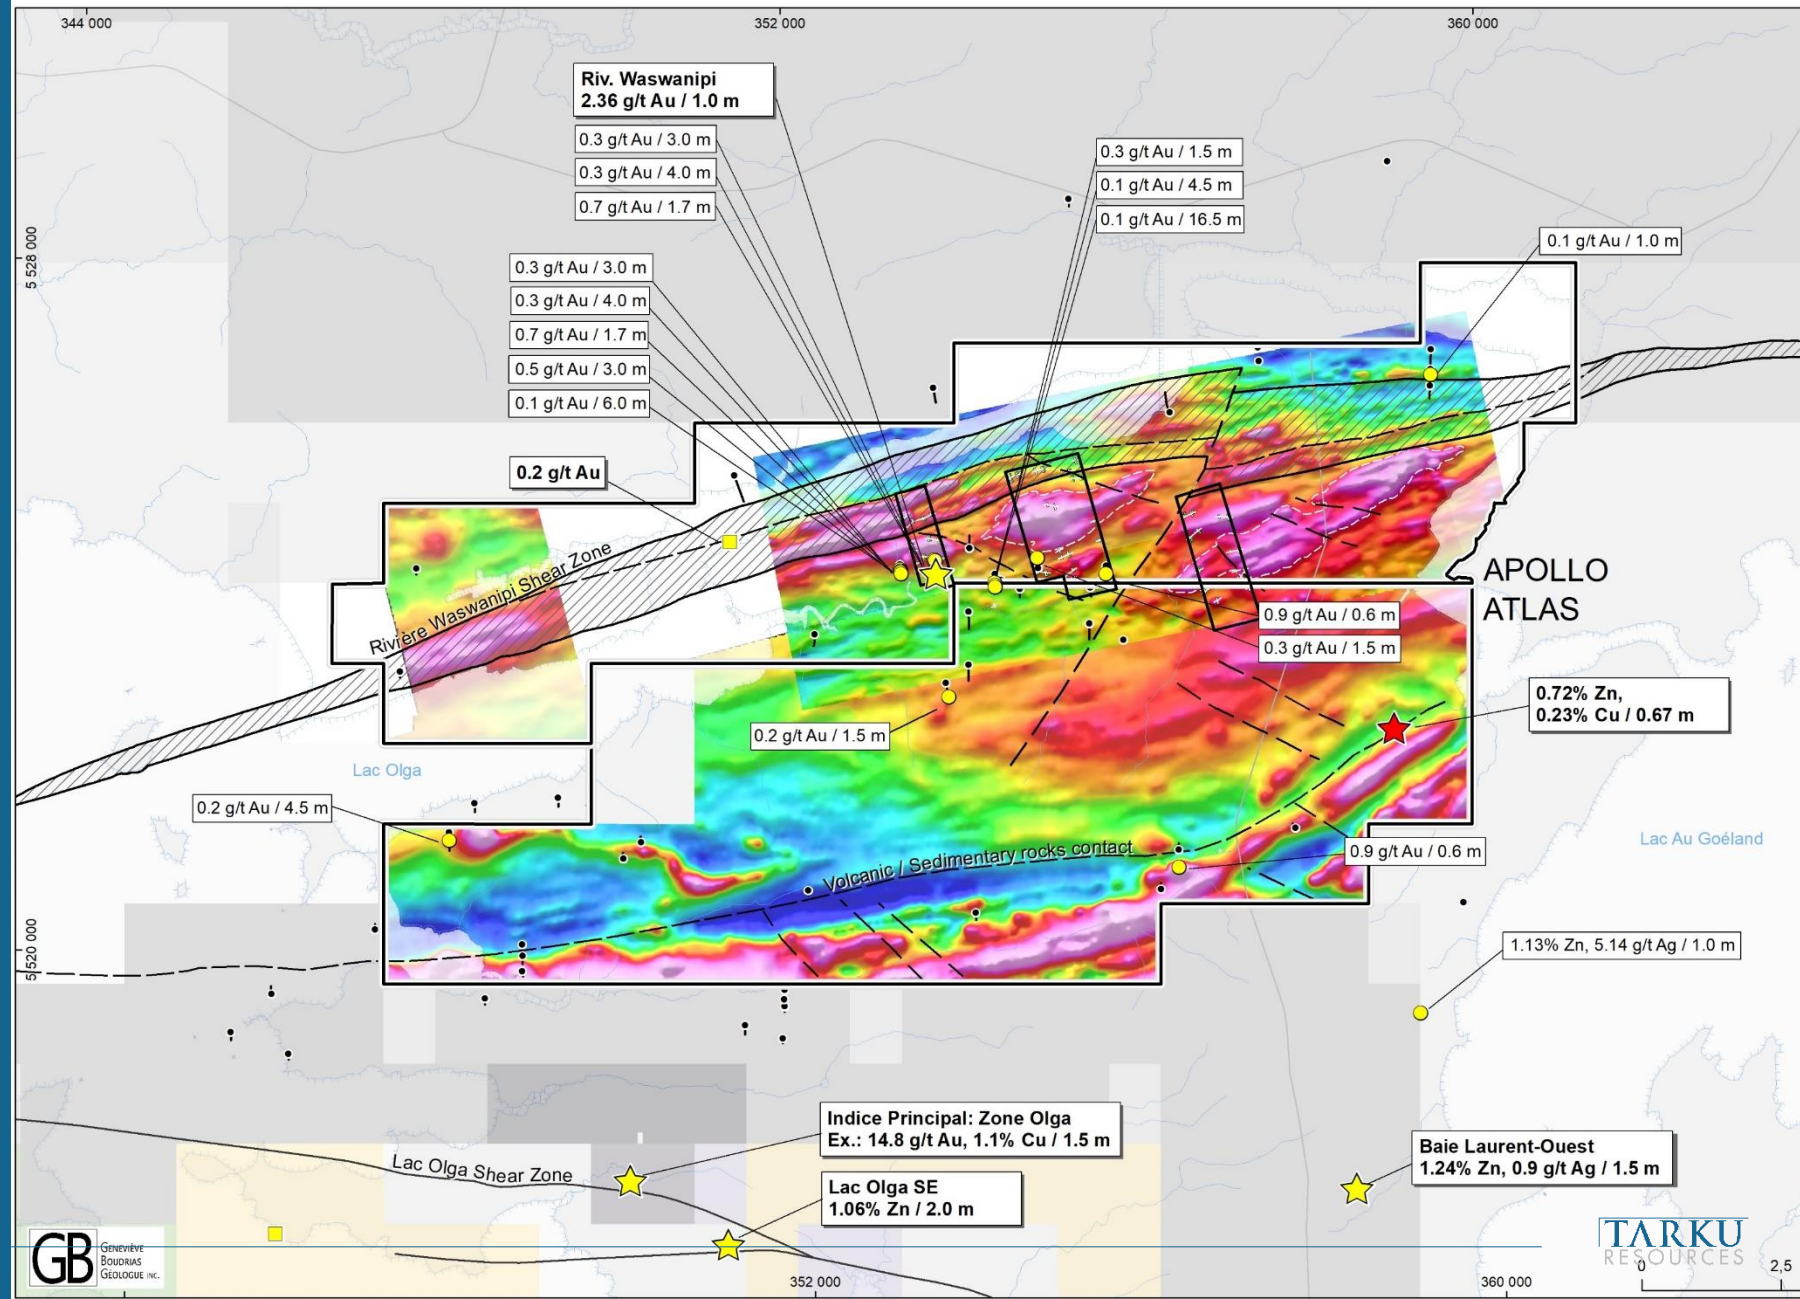 344 000
352 000
360 000
Riv. Waswanipi
2.36 g/t Au / 1.0 m
0.3 g/t Au / 3.0 m
0.3 g/t Au / 4.0 m
0.7 g/t Au / 1.7 m
0.3 g/t Au / 1.5 m
0.1 g/t Au / 4.5 m
0.1 g/t Au / 16.5 m
0.1 g/t Au / 1.0 m
5 528 000
0.3 g/t Au / 3.0 m
0.3 g/t Au / 4.0 m
0.7 g/t Au / 1.7 m
0.5 g/t Au / 3.0 m
0.1 g/t Au / 6.0 m
0.2 g/t Au
Rivière Waswanipi Shear Zone
APOLLO
ATLAS
0.9 g/t Au / 0.6 m
0.3 g/t Au / 1.5 m
0.72% Zn,
0.23% Cu / 0.67 m
0.2 g/t Au / 1.5 m
Lac Olga
0.2 g/t Au / 4.5 m
Lac Au Goéland
Volcanic / Sedimentary rocks contact
0.9 g/t Au / 0.6 m
5 520 000
1.13% Zn, 5.14 g/t Ag / 1.0 m
Indice Principal: Zone Olga
Ex.: 14.8 g/t Au, 1.1% Cu / 1.5 m
Lac Olga Shear Zone
Baie Laurent-Ouest
1.24% Zn, 0.9 g/t Ag / 1.5 m
Lac Olga SE
1.06% Zn / 2.0 m
GB
GENEVIÈVE
BOUDRIAS
GÉOLOGUE INC.
TARKU
RESOURCES
0
2,5
352 000
360 000